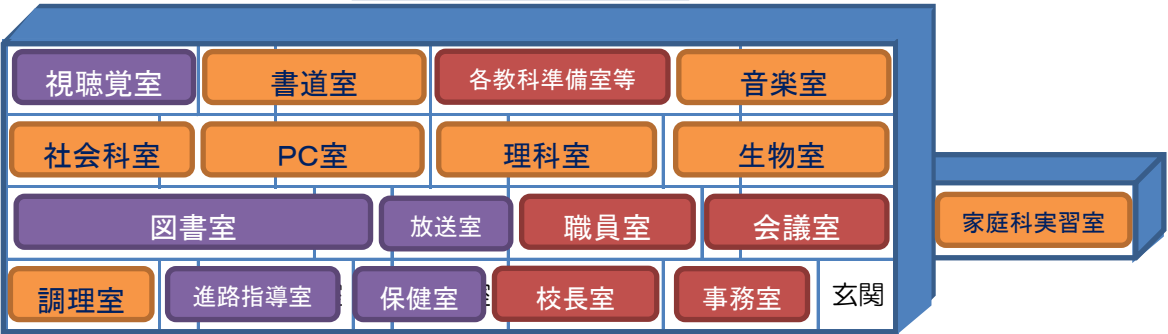 視聴覚室 書道室 各教科準備室等 音楽室
社会科室 PC室 理科室 生物室
図書室 放送室 職員室 会議室 家庭科実習室
調理室 進路指導室 保健室 校長室 事務室 玄関